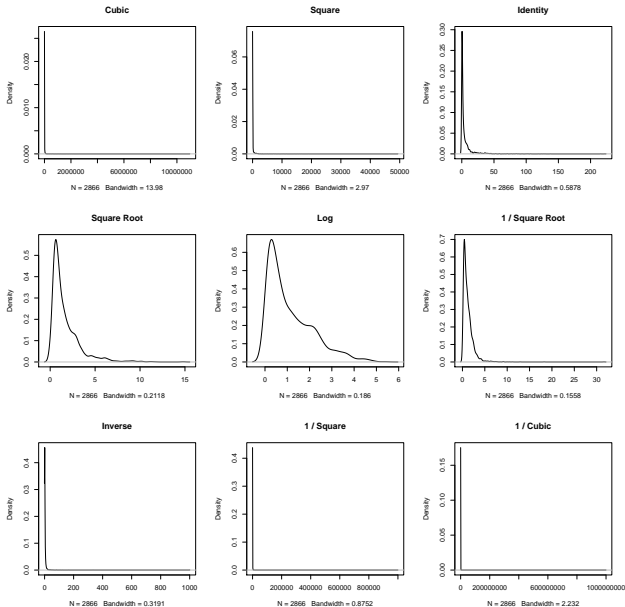 Cubic
Density
0.000 0.010 0.020
0 2000000 6000000 10000000
N = 2866 Bandwidth = 13.98
Square
Density
0.00 0.02 0.04 0.06
0 10000 20000 30000 40000 50000
N = 2866 Bandwidth = 2.97
Identity
Density
0.00 0.05 0.10 0.15 0.20 0.25 0.30
0 50 100 150 200
N = 2866 Bandwidth = 0.5878
Square Root
Density
0.0 0.1 0.2 0.3 0.4 0.5
0 5 10 15
N = 2866 Bandwidth = 0.2118
Log
Density
0.0 0.1 0.2 0.3 0.4 0.5 0.6
0 1 2 3 4 5 6
N = 2866 Bandwidth = 0.186
1 / Square Root
Density
0.0 0.1 0.2 0.3 0.4 0.5 0.6 0.7
0 5 10 15 20 25 30
N = 2866 Bandwidth = 0.1558
Inverse
Density
0.0 0.1 0.2 0.3 0.4
0 200 400 600 800 1000
N = 2866 Bandwidth = 0.3191
1 / Square
Density
0.0 0.1 0.2 0.3 0.4
0 200000 400000 600000 800000
N = 2866 Bandwidth = 0.8752
1 / Cubic
Density
0.00 0.05 0.10 0.15
0 200000000 600000000 1000000000
N = 2866 Bandwidth = 2.232